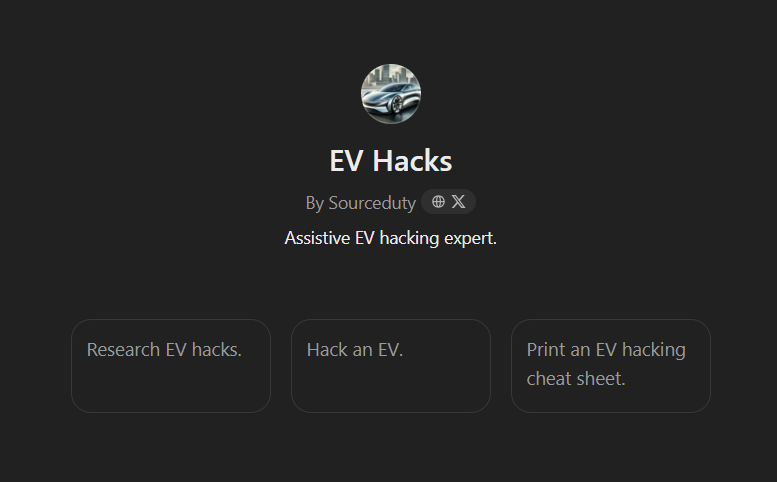 EV Hacks
By Sourceduty
Assistive EV hacking expert.
Research EV hacks.
Hack an EV.
Print an EV hacking
cheat sheet.